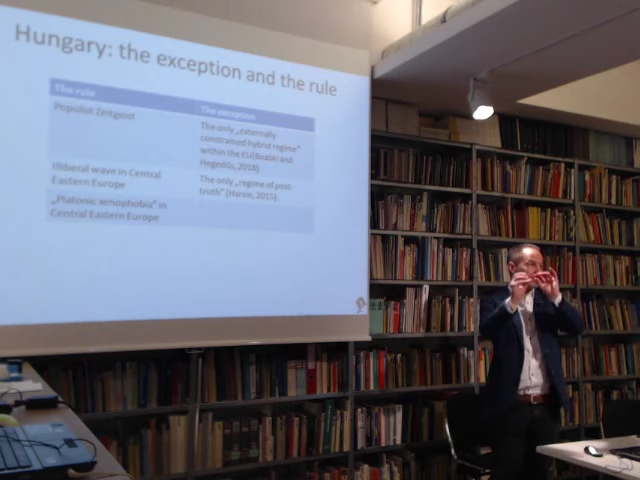 Hungary: the exception and the rule
The rule
The exception
Populist Zeitgeist
The only „externally
constrained hybrid regime"
within the EU(Bozóki and
Hegedűs, 2018).
Illiberal wave in Central
Eastern Europe
The only „regime of post-
truth" (Harsin, 2015).
„Platonic xenophobia" in
Central Eastern Europe